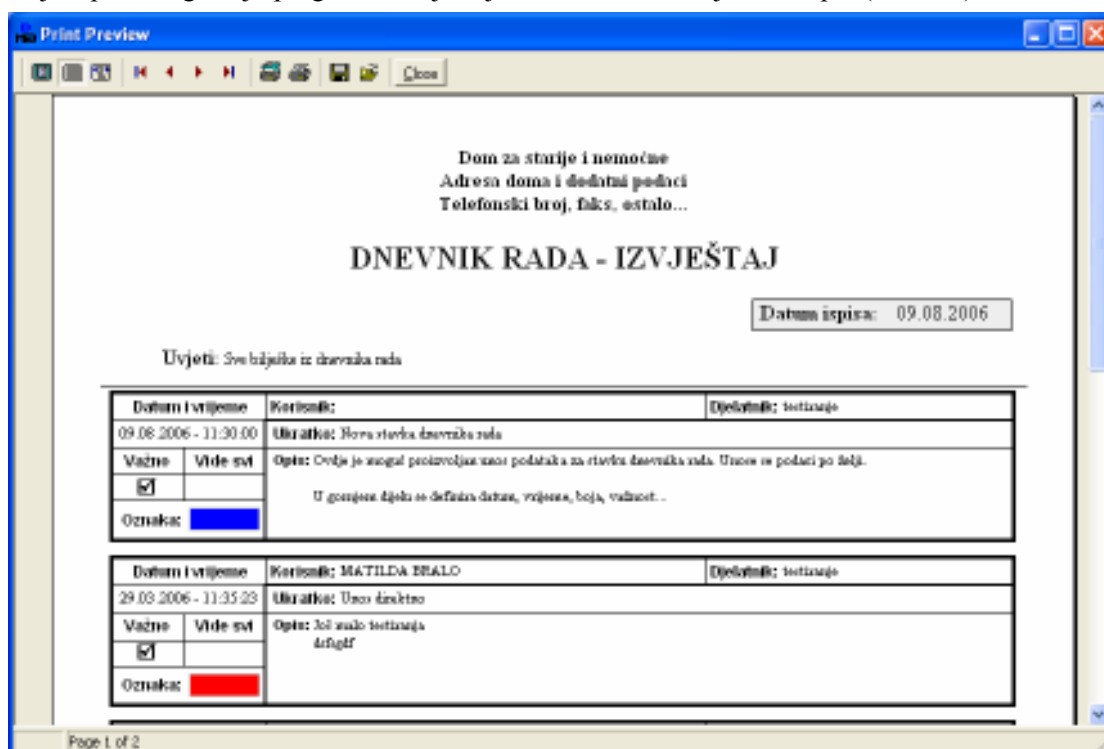 Print Preview
Close
Dom za starije i nemoćne
Adresa doma i dodatni podaci
Telefonski broj, faks, ostalo...
DNEVNIK RADA - IZVJEŠTAJ
Datum ispisa: 09.08.2006
Uvjeti: Sve bilješke iz dnevnika rada
Datum i vrijeme Korisnik: Djelatnik: testiranje
09.08.2006 - 11:30:00 Ukratko: Nova stavka dnevnika rada
Važno Vide svi Opis: Ovdje je moguć proizvoljan unos podataka za stavku dnevnika rada. Unose se podaci po želji.
U gornjem dijelu se definira datum, vrijeme, boja, važnost...
Oznaka:
Datum i vrijeme Korisnik: MATILDA BRALO Djelatnik: testiranje
29.03.2006 - 11:35:23 Ukratko: Unos direktno
Važno Vide svi Opis: Još malo testiranja
Oznaka:
Page 1 of 2